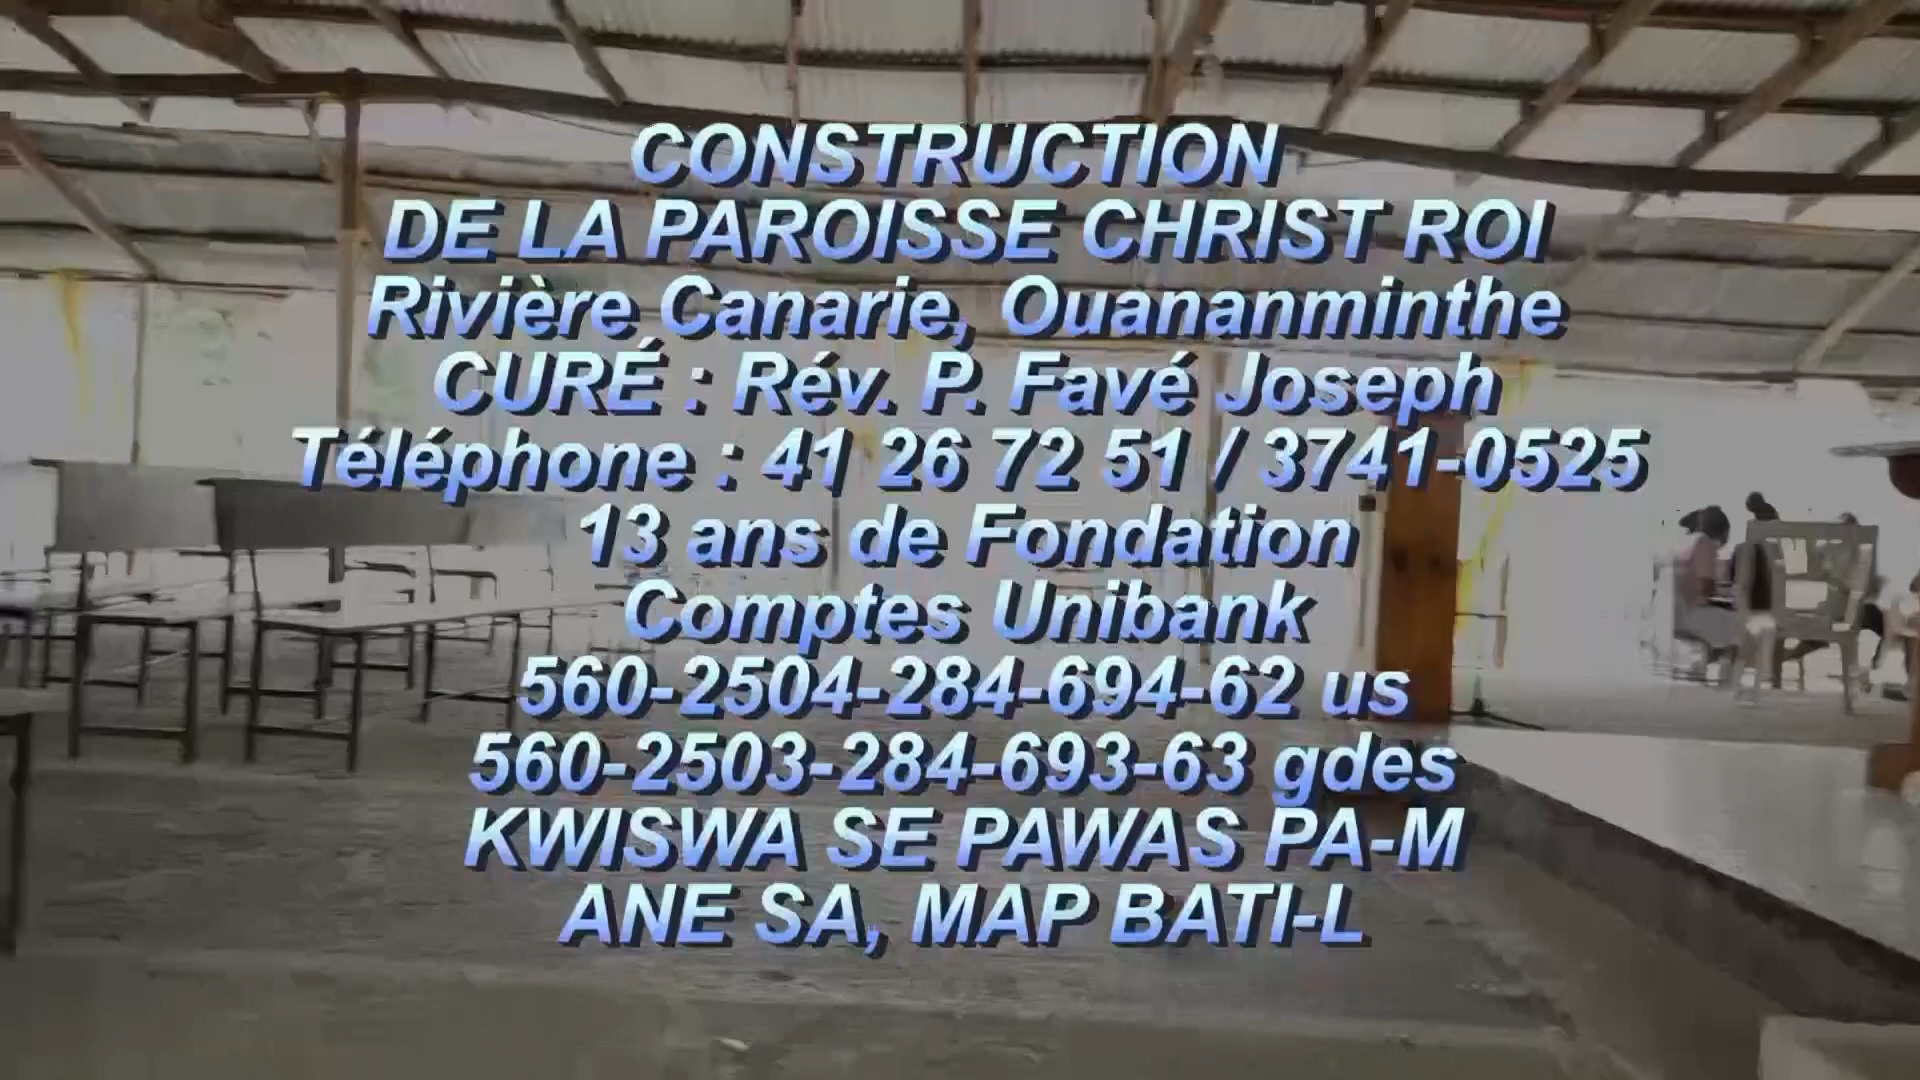 CONSTRUCTION
DE LA PAROISSE CHRIST ROI
Rivière Canarie, Ouananminthe
CURÉ : Rév. P. Favé Joseph
Téléphone : 41 26 72 51 / 3741-0525
13 ans de Fondation
Comptes Unibank
560-2504-284-694-62 us
560-2503-284-693-63 gdes
KWISWA SE PAWAS PA-M
ANE SA, MAP BATI-L